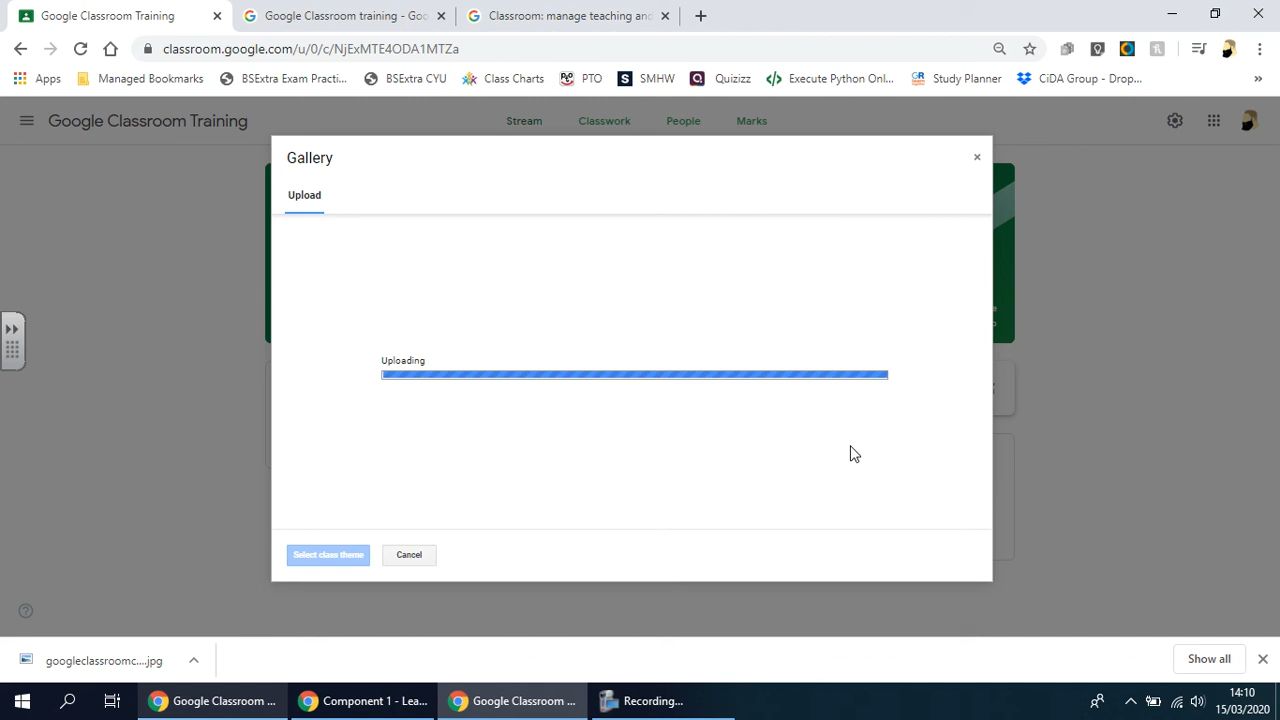 Google Classroom Training
Google Classroom training - Goo
Classroom: manage teaching and
classroom.google.com/u/0/c/NjExMTE4ODA1MTZa
Apps
Managed Bookmarks
BSExtra Exam Practi...
BSExtra CYU
Class Charts
PTO
SMHW
Quizizz
Execute Python Onl...
Study Planner
CiDA Group - Drop...
»
Google Classroom Training
Stream
Classwork
People
Marks
Gallery
Upload
Uploading
Select class theme
Cancel
googleclassroomc....jpg
Show all
Google Classroom ...
Component 1 - Lea...
Google Classroom ...
Recording...
14:10
15/03/2020